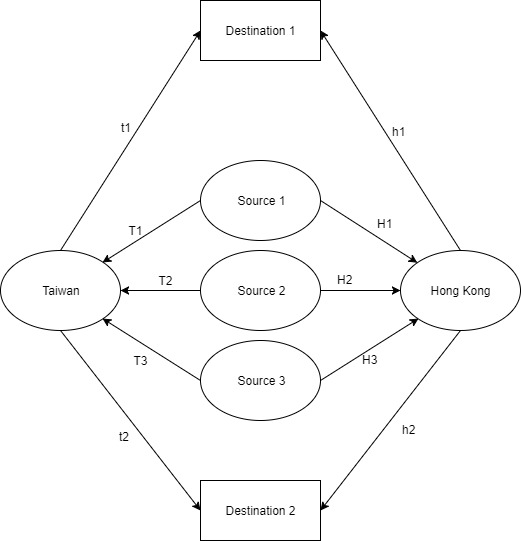 Destination 1
t1
h1
Source 1
T1
H1
Taiwan
T2
Source 2
H2
Hong Kong
T3
Source 3
H3
t2
h2
Destination 2